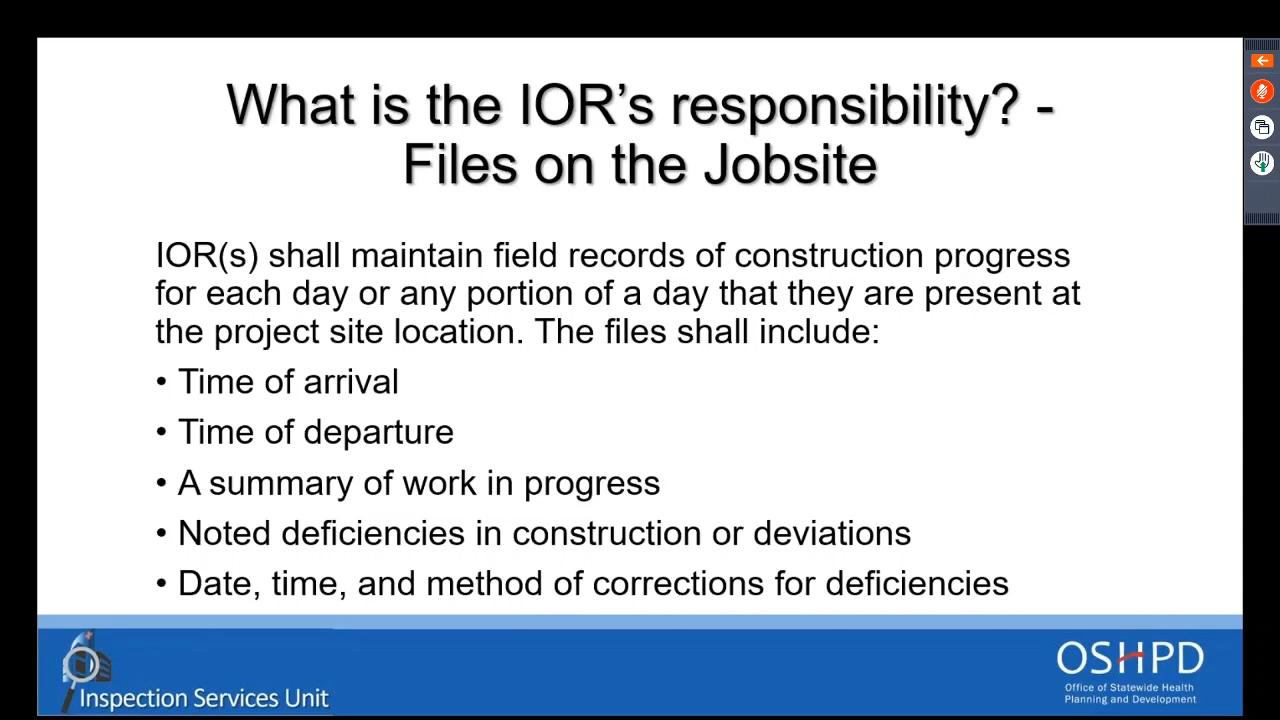 What is the IOR’s responsibility? -
Files on the Jobsite
IOR(s) shall maintain field records of construction progress
for each day or any portion of a day that they are present at
the project site location. The files shall include:
• Time of arrival
• Time of departure
• A summary of work in progress
• Noted deficiencies in construction or deviations
• Date, time, and method of corrections for deficiencies
Inspection Services Unit
OSHPD
Office of Statewide Health
Planning and Development